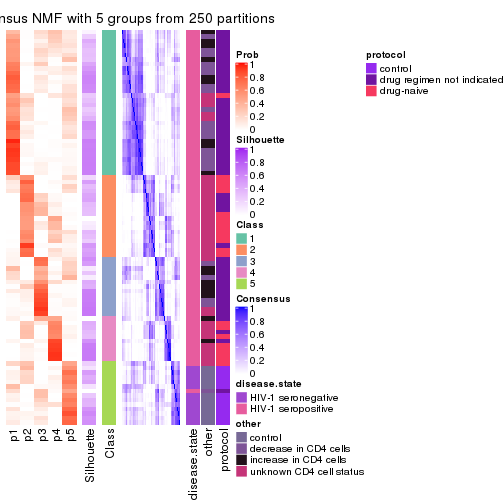 nsus NMF with 5 groups from 250 partitions
Prob
1
0.8
0.6
0.4
0.2
0
Silhouette
1
0.8
0.6
0.4
0.2
0
Class
1
2
3
4
5
Consensus
1
0.8
0.6
0.4
0.2
0
disease.state
HIV-1 seronegative
HIV-1 seropositive
other
control
decrease in CD4 cells
increase in CD4 cells
unknown CD4 cell status
protocol
control
drug regimen not indicated
drug-naive
p1
p2
p3
p4
p5
Silhouette
Class
disease.state
other
protocol